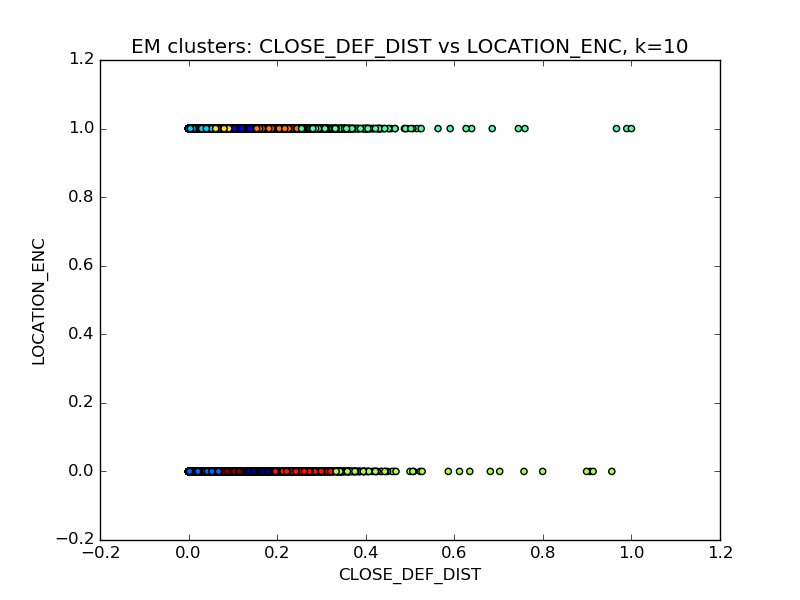 EM clusters: CLOSE_DEF_DIST vs LOCATION_ENC, k=10
1.2
1.0
0.8
0.6
0.4
0.2
0.0
−0.2
LOCATION_ENC
−0.2 0.0 0.2 0.4 0.6 0.8 1.0 1.2
CLOSE_DEF_DIST